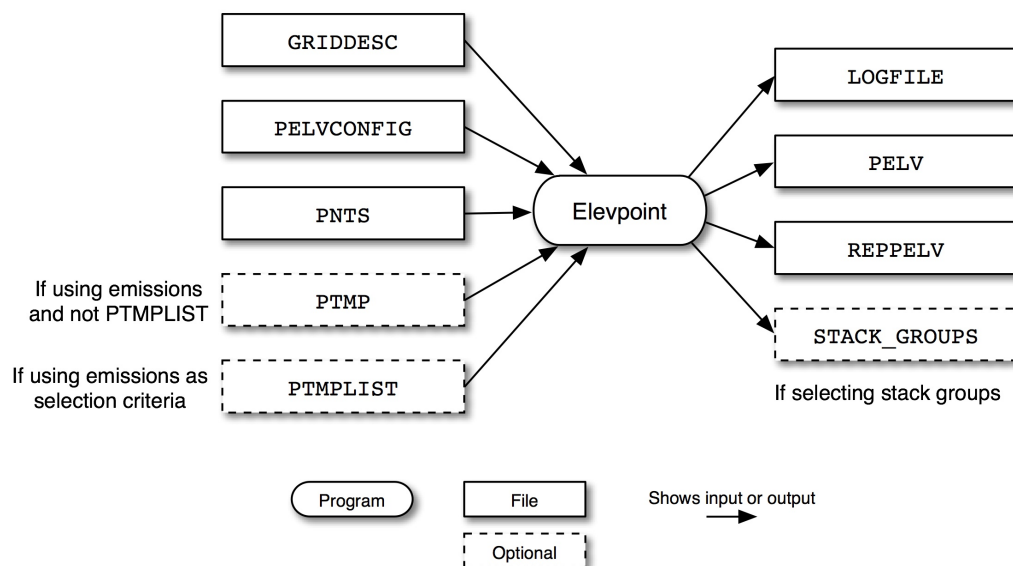 GRIDDESC
PELVCONFIG
PNTS
If using emissions
and not PTMPLIST
PTMP
If using emissions as
selection criteria
PTMPLIST
Elevpoint
LOGFILE
PELV
REPPELV
STACK_GROUPS
If selecting stack groups
Program
File
Shows input or output
Optional